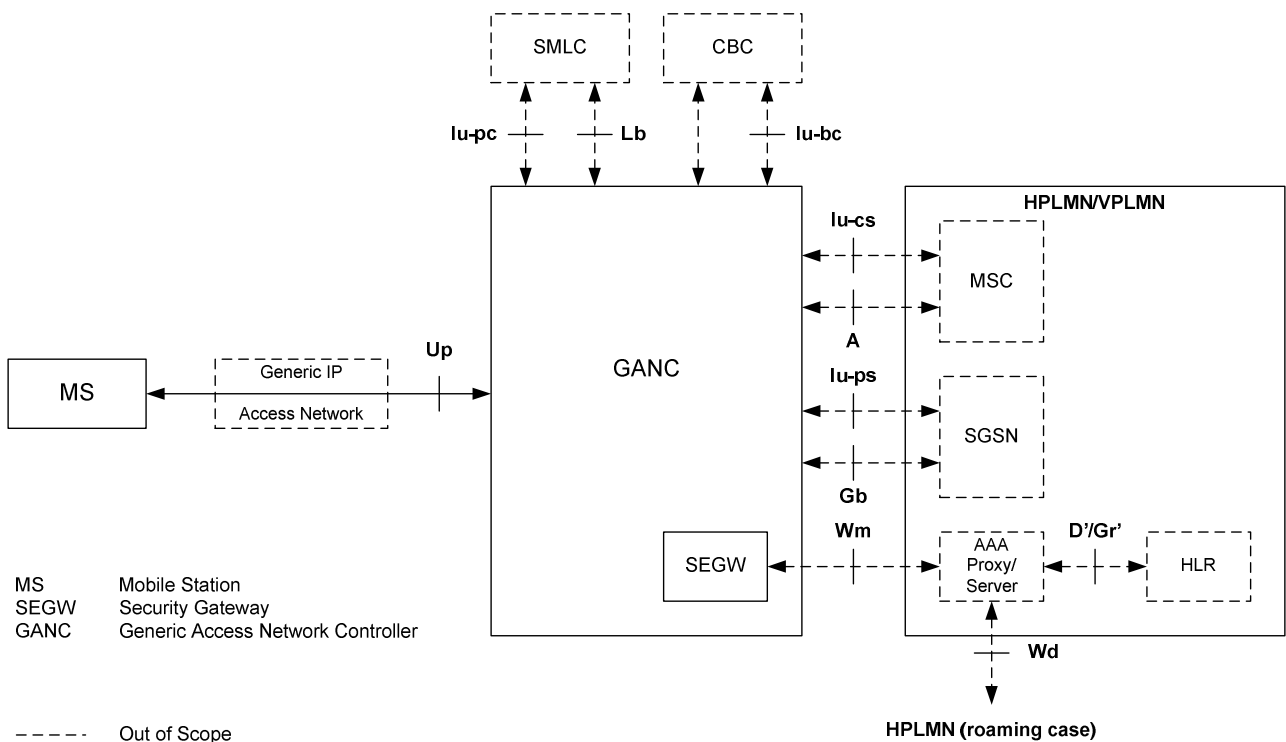 SMLC
CBC
Iu-pc
Lb
Iu-bc
HPLMN/VPLMN
Iu-cs
MSC
A
Up
Generic IP
Access Network
MS
GANC
Iu-ps
SGSN
Gb
Wm
D’/Gr’
SEGW
AAA
Proxy/
Server
HLR
MS Mobile Station
SEGW Security Gateway
GANC Generic Access Network Controller
Wd
HPLMN (roaming case)
Out of Scope